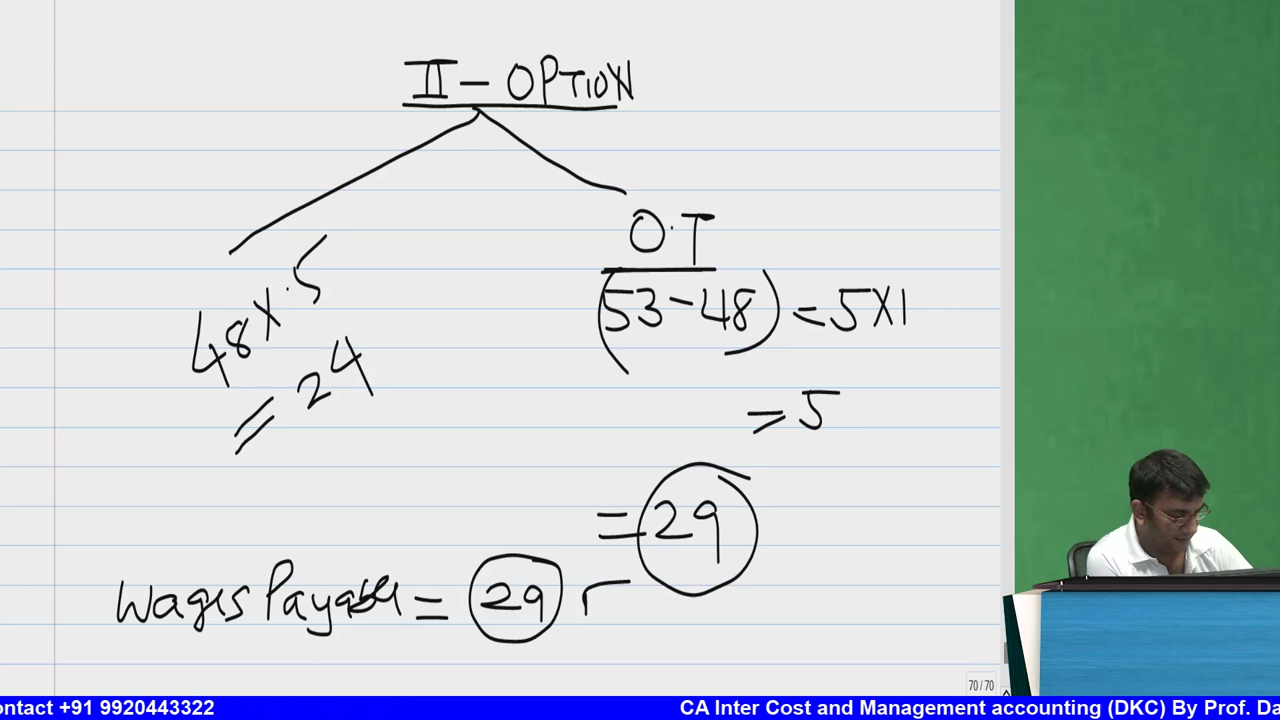 II - OPTION
48 X .5
= 24
O.T
(53 - 48) = 5 X 1
= 5
= 29
Wages Payable = 29
70 / 70
ontact +91 9920443322
CA Inter Cost and Management accounting (DKC) By Prof. Da